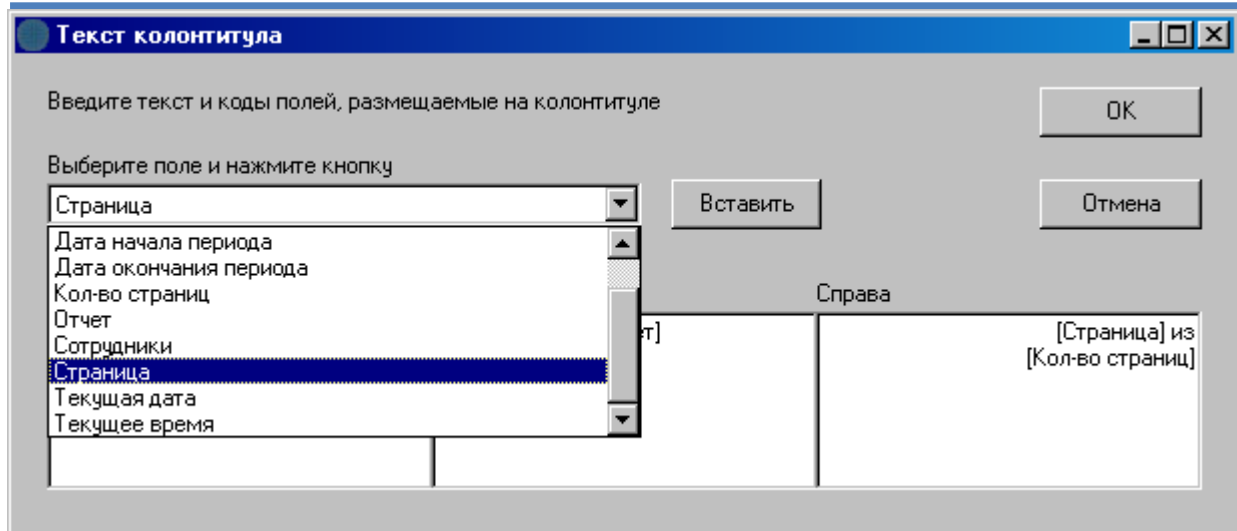 Текст колонтитула
Введите текст и коды полей, размещаемые на колонтитуле
OK
Выберите поле и нажмите кнопку
Страница
Вставить
Отмена
Дата начала периода
Дата окончания периода
Кол-во страниц
Отчет
Сотрудники
Страница
Текущая дата
Текущее время
Справа
[Страница] из
[Кол-во страниц]